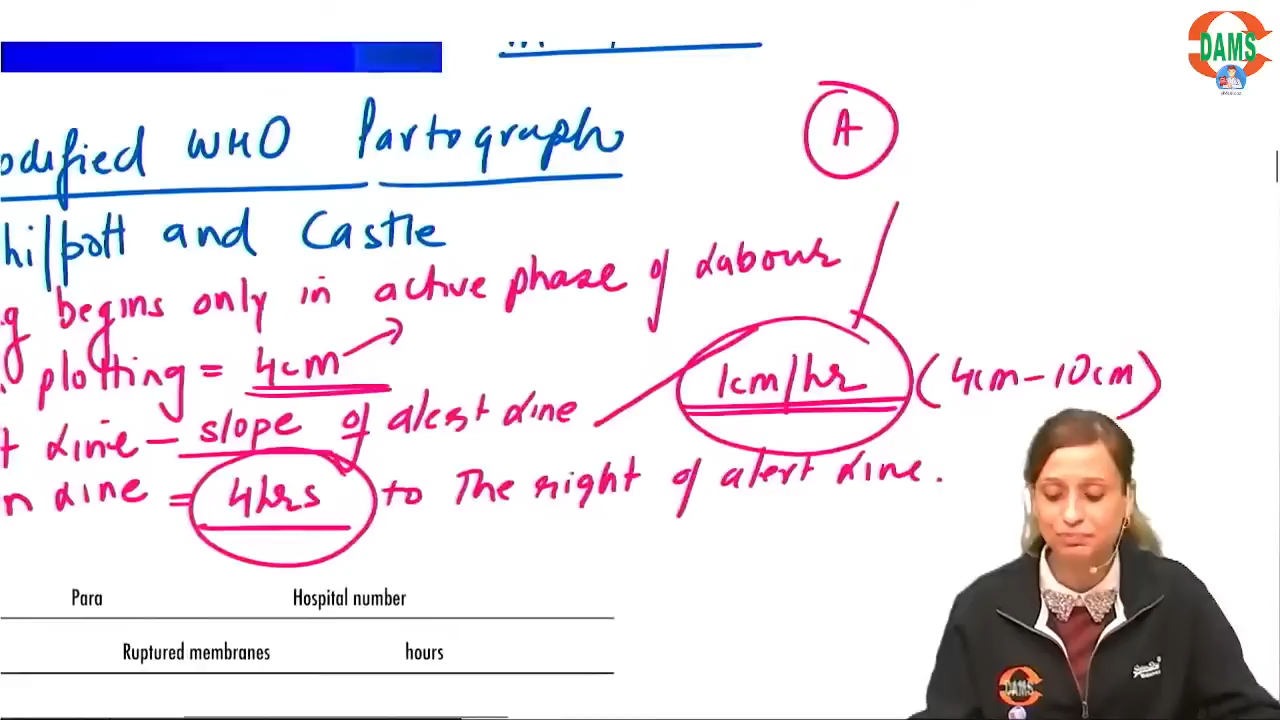 DAMS
A
odified WHO Partograph
hilpott and Castle
g begins only in active phase of Labour
plotting = 4cm
1cm/hr (4cm-10cm)
t Line - slope of alert Line
n Line = 4hrs to the right of alert Line.
Para Hospital number
Ruptured membranes hours
DAMS